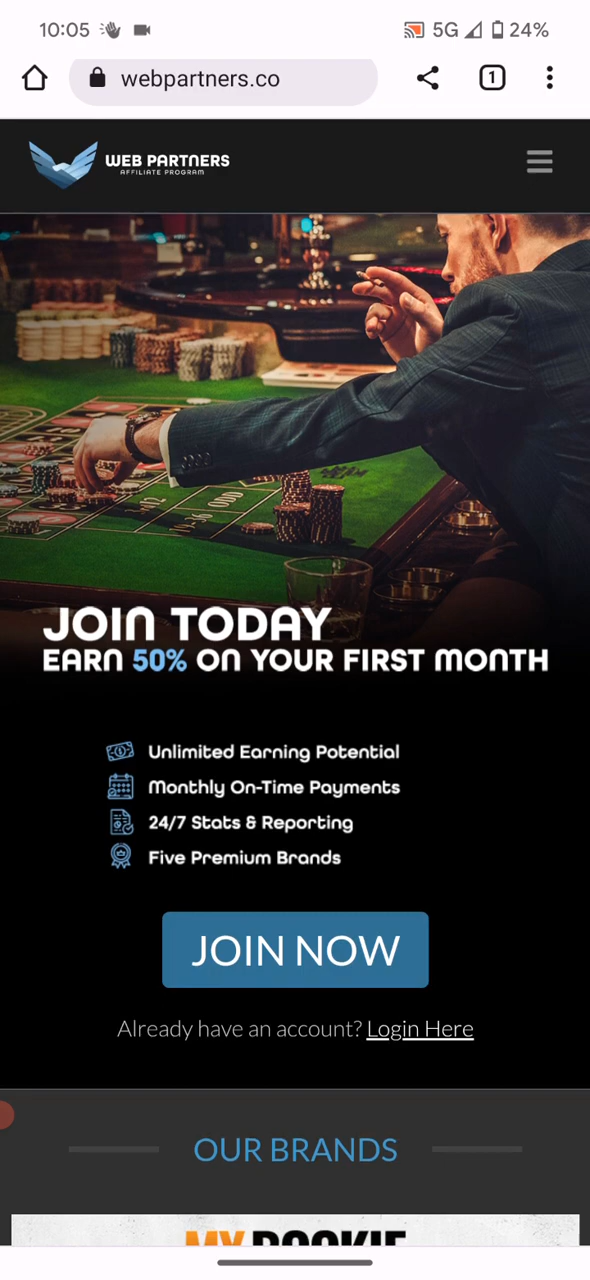 10:05 5G 24%
webpartners.co 1
WEB PARTNERS
AFFILIATE PROGRAM
JOIN TODAY
EARN 50% ON YOUR FIRST MONTH
Unlimited Earning Potential
Monthly On-Time Payments
24/7 Stats & Reporting
Five Premium Brands
JOIN NOW
Already have an account? Login Here
OUR BRANDS
MY BOOKIE